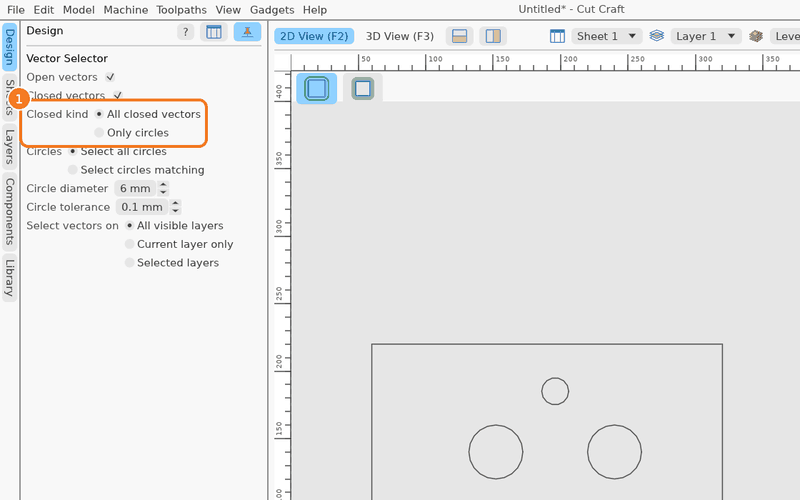 File Edit Model Machine Toolpaths View Gadgets Help
Untitled* - Cut Craft
Design
?
2D View (F2)
3D View (F3)
Sheet 1
Layer 1
Leve
Design
Layers
Components
Library
Vector Selector
Open vectors
Closed vectors
1
Closed kind All closed vectors
Only circles
Circles Select all circles
Select circles matching
Circle diameter 6 mm
Circle tolerance 0.1 mm
Select vectors on All visible layers
Current layer only
Selected layers
50 100 150 200 250 300 350
400
350
300
250
200
150